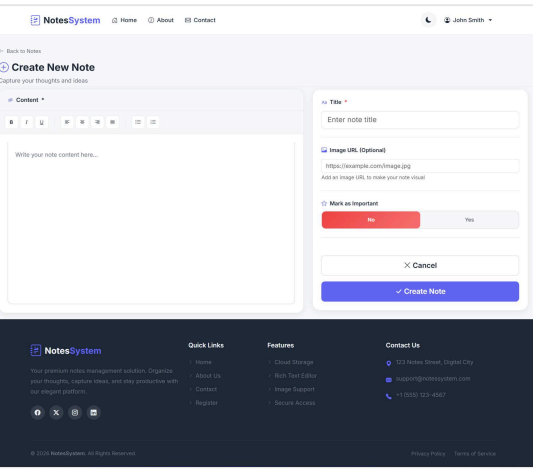 NotesSystem
Home
About
Contact
John Smith
← Back to Notes
Create New Note
Capture your thoughts and ideas
Content *
B I U
Write your note content here...
Aa Title *
Enter note title
Image URL (Optional)
https://example.com/image.jpg
Add an image URL to make your note visual
Mark as Important
No
Yes
× Cancel
✓ Create Note
NotesSystem
Your premium notes management solution. Organize
your thoughts, capture ideas, and stay productive with
our elegant platform.
Quick Links
› Home
› About Us
› Contact
› Register
Features
› Cloud Storage
› Rich Text Editor
› Image Support
› Secure Access
Contact Us
123 Notes Street, Digital City
support@notessystem.com
+1 (555) 123-4567
© 2026 NotesSystem. All Rights Reserved.
Privacy Policy
Terms of Service